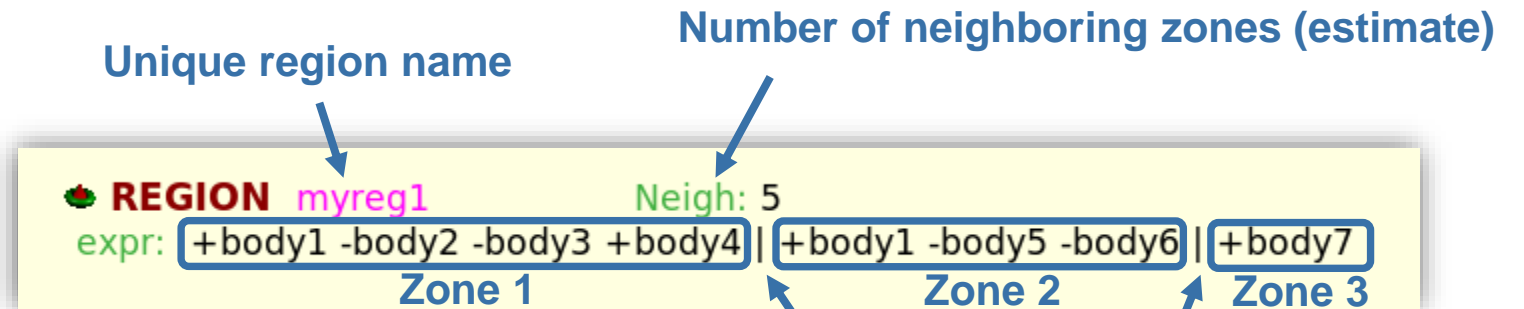 Number of neighboring zones (estimate)
Unique region name
REGION myreg1 Neigh: 5
expr: +body1 -body2 -body3 +body4 | +body1 -body5 -body6 | +body7
Zone 1 Zone 2 Zone 3